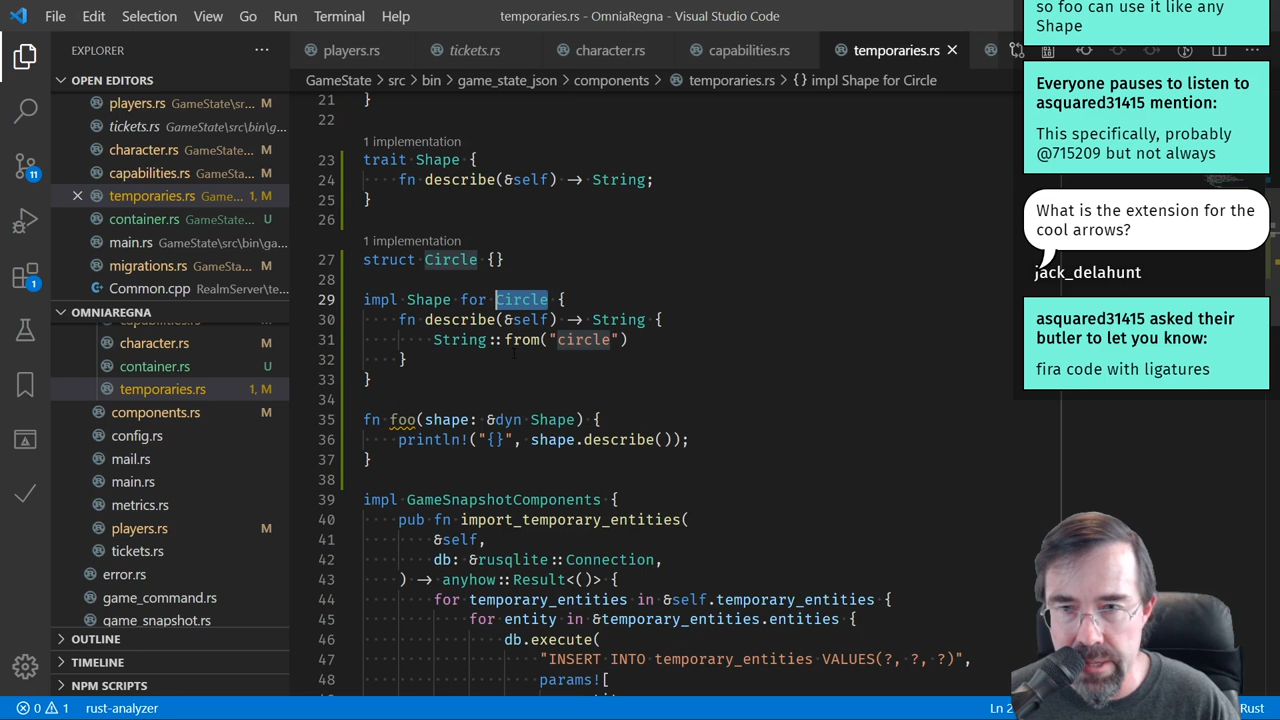 File Edit Selection View Go Run Terminal Help
temporaries.rs - OmniaRegna - Visual Studio Code
EXPLORER
OPEN EDITORS
players.rs GameState\sr... M
tickets.rs GameState\src\bin\g...
character.rs GameState... M
capabilities.rs GameSta... M
temporaries.rs Game... 1, M
container.rs GameState... U
main.rs GameState\src\bin\ga...
migrations.rs GameState... M
Common.cpp RealmServer\te...
OMNIAREGNA
capabilities.rs M
character.rs M
container.rs U
temporaries.rs 1, M
components.rs M
config.rs
mail.rs
main.rs
metrics.rs
players.rs M
tickets.rs
error.rs
game_command.rs
game_snapshot.rs
OUTLINE
TIMELINE
NPM SCRIPTS
11
1
players.rs tickets.rs character.rs capabilities.rs temporaries.rs
GameState > src > bin > game_state_json > components > temporaries.rs > {} impl Shape for Circle
21 }
22
1 implementation
23 trait Shape {
24 fn describe(&self) → String;
25 }
26
1 implementation
27 struct Circle {}
28
29 impl Shape for Circle {
30 fn describe(&self) → String {
31 String::from("circle")
32 }
33 }
34
35 fn foo(shape: &dyn Shape) {
36 println!("{}", shape.describe());
37 }
38
39 impl GameSnapshotComponents {
40 pub fn import_temporary_entities(
41 &self,
42 db: &rusqlite::Connection,
43 ) → anyhow::Result<()> {
44 for temporary_entities in &self.temporary_entities {
45 for entity in &temporary_entities.entities {
46 db.execute(
47 "INSERT INTO temporary_entities VALUES(?, ?, ?)",
48 params![
so foo can use it like any
Shape
Everyone pauses to listen to
asquared31415 mention:
This specifically, probably
@715209 but not always
What is the extension for the
cool arrows?
jack_delahunt
asquared31415 asked their
butler to let you know:
fira code with ligatures
0 1 rust-analyzer
Ln 2
Rust